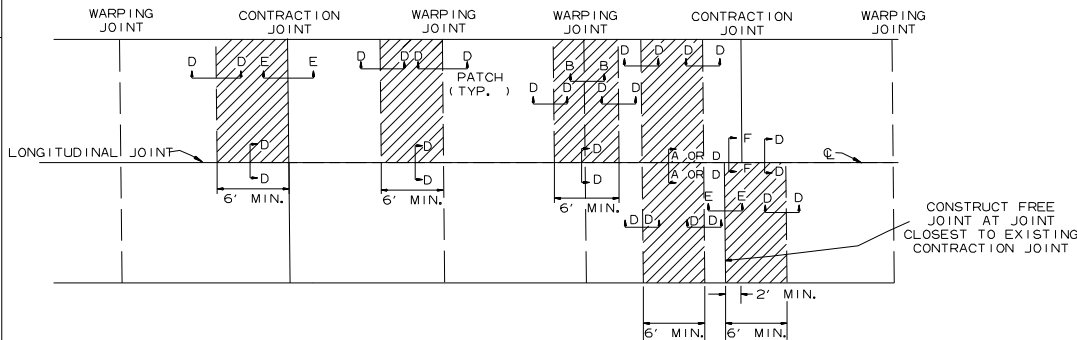 WARPING JOINT
CONTRACTION JOINT
WARPING JOINT
WARPING JOINT
CONTRACTION JOINT
WARPING JOINT
D D E E
D D D D
PATCH
(TYP. )
B B
D D D D
D D D D
LONGITUDINAL JOINT
D
D
D
D
D
D
A OR D
A OR D
F
F
D
D
℄
6' MIN.
6' MIN.
6' MIN.
E E
D D
D D D D
CONSTRUCT FREE
JOINT AT JOINT
CLOSEST TO EXISTING
CONTRACTION JOINT
2' MIN.
6' MIN.
6' MIN.